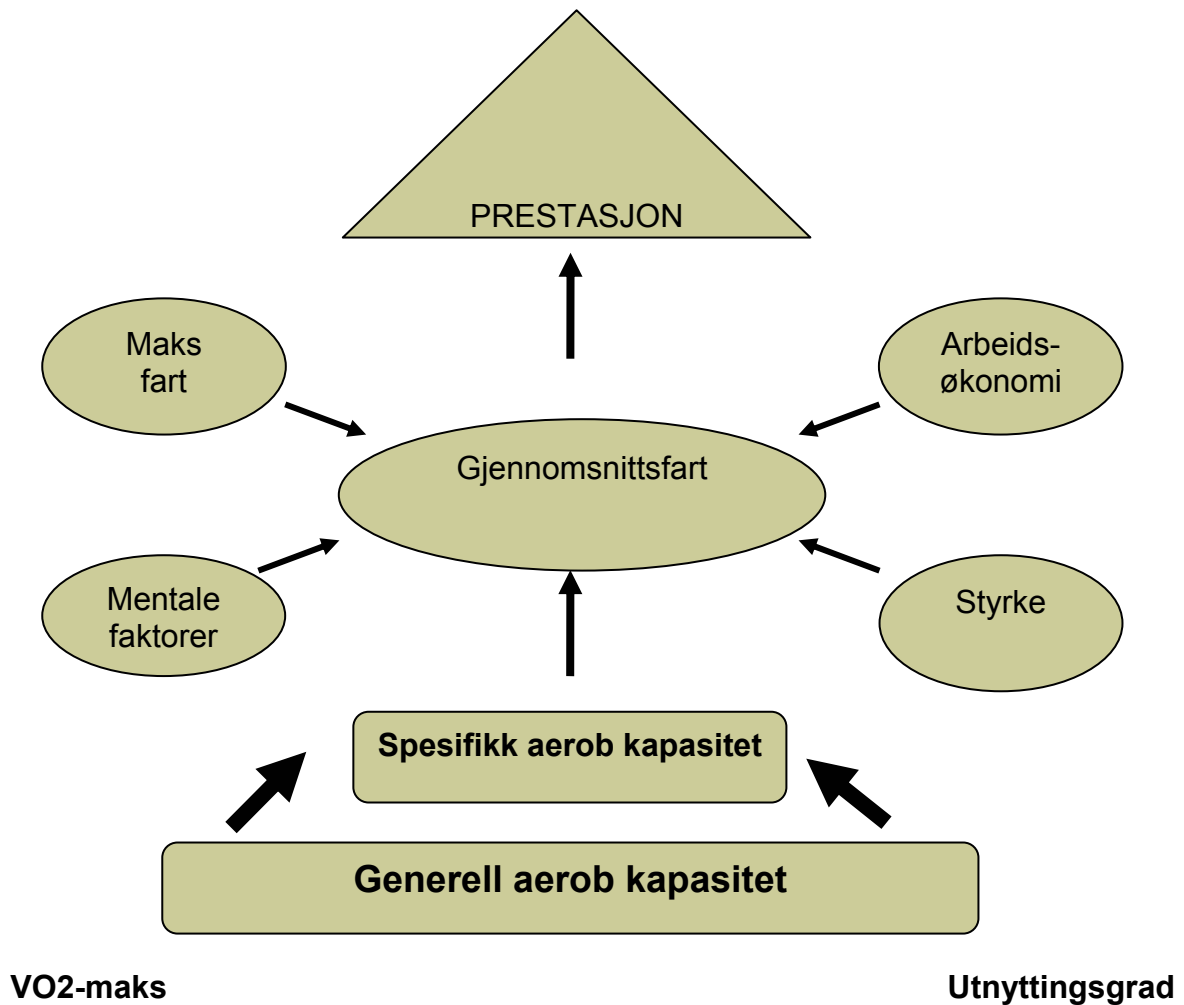 PRESTASJON
Maks
fart
Arbeids-
økonomi
Gjennomsnittsfart
Mentale
faktorer
Styrke
Spesifikk aerob kapasitet
Generell aerob kapasitet
VO2-maks
Utnyttingsgrad